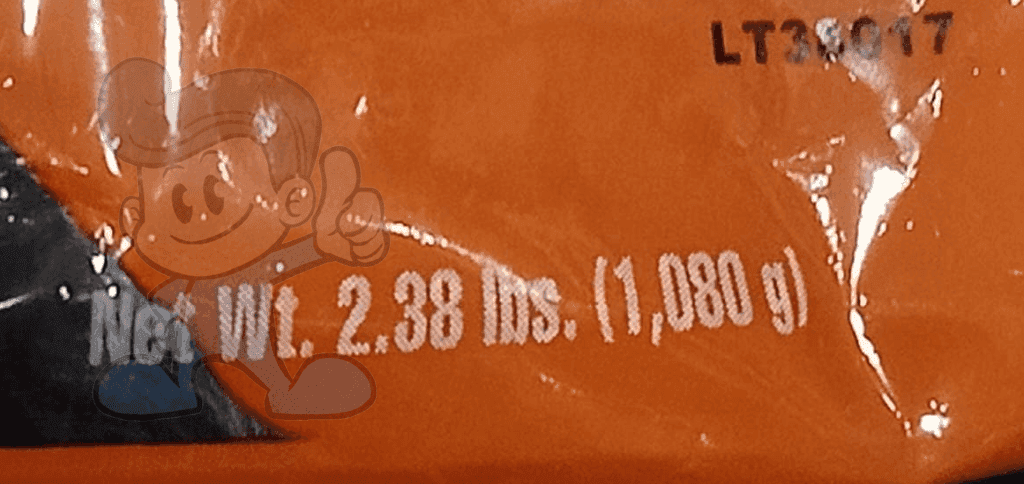 Net Wt. 2.38 lbs. (1,080 g)